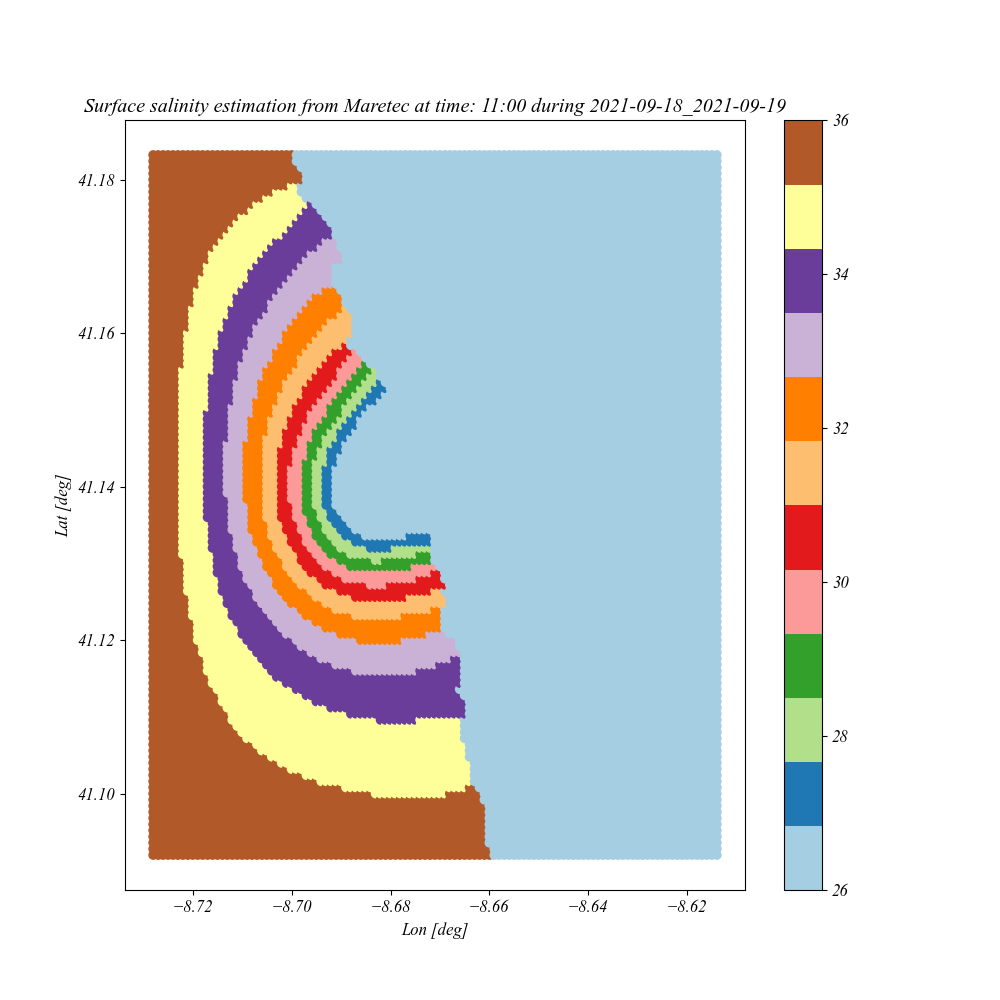 Surface salinity estimation from Maretec at time: 11:00 during 2021-09-18_2021-09-19
36
41.18
34
41.16
32
Lat [deg]
41.14
30
41.12
28
41.10
26
−8.72 −8.70 −8.68 −8.66 −8.64 −8.62
Lon [deg]